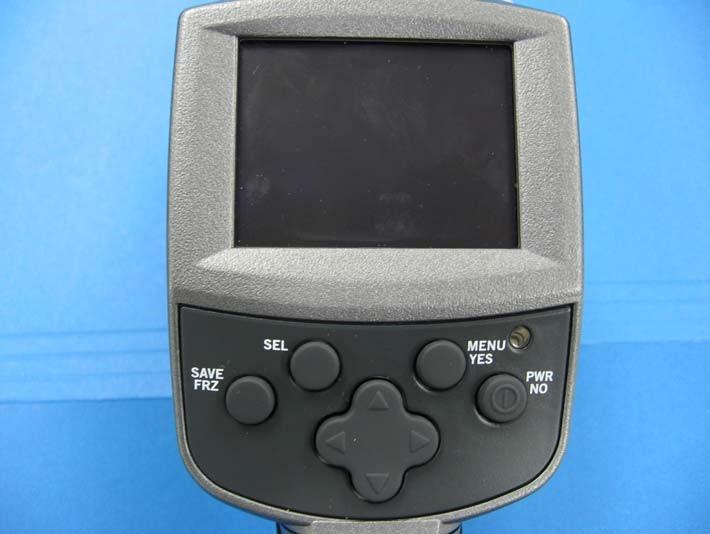 SEL
MENU
YES
SAVE
FRZ
PWR
NO